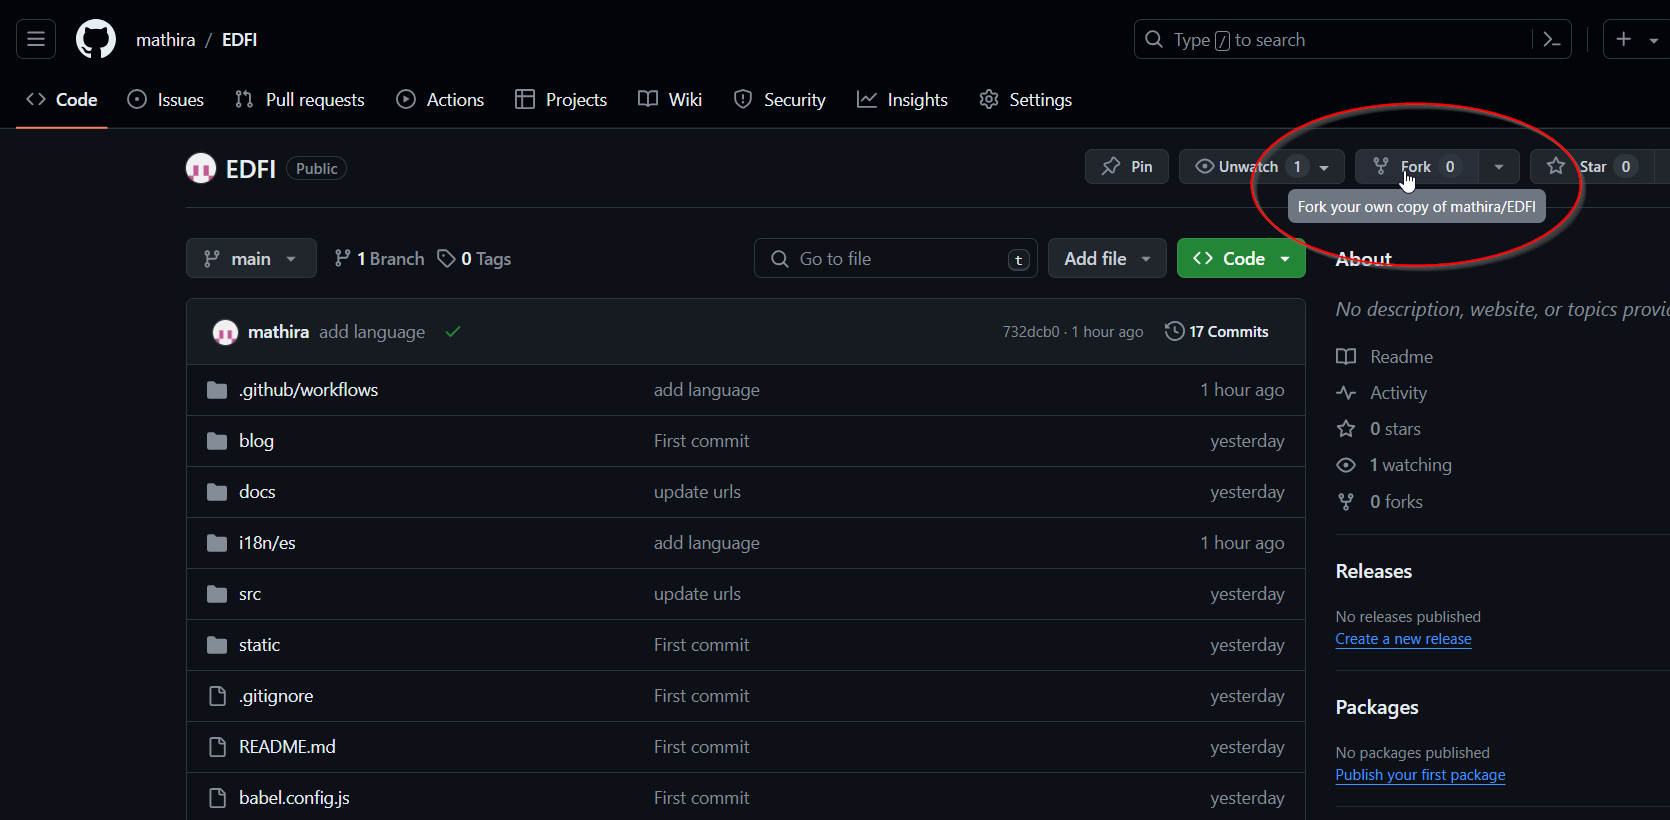 mathira / EDFI
Type / to search
Code Issues Pull requests Actions Projects Wiki Security Insights Settings
EDFI Public
Pin Unwatch 1 Fork 0 Star 0
Fork your own copy of mathira/EDFI
main 1 Branch 0 Tags Go to file t Add file Code
mathira add language 732dcb0 · 1 hour ago 17 Commits
.github/workflows add language 1 hour ago
blog First commit yesterday
docs update urls yesterday
i18n/es add language 1 hour ago
src update urls yesterday
static First commit yesterday
.gitignore First commit yesterday
README.md First commit yesterday
babel.config.js First commit yesterday
About
No description, website, or topics provi
Readme
Activity
0 stars
1 watching
0 forks
Releases
No releases published
Create a new release
Packages
No packages published
Publish your first package